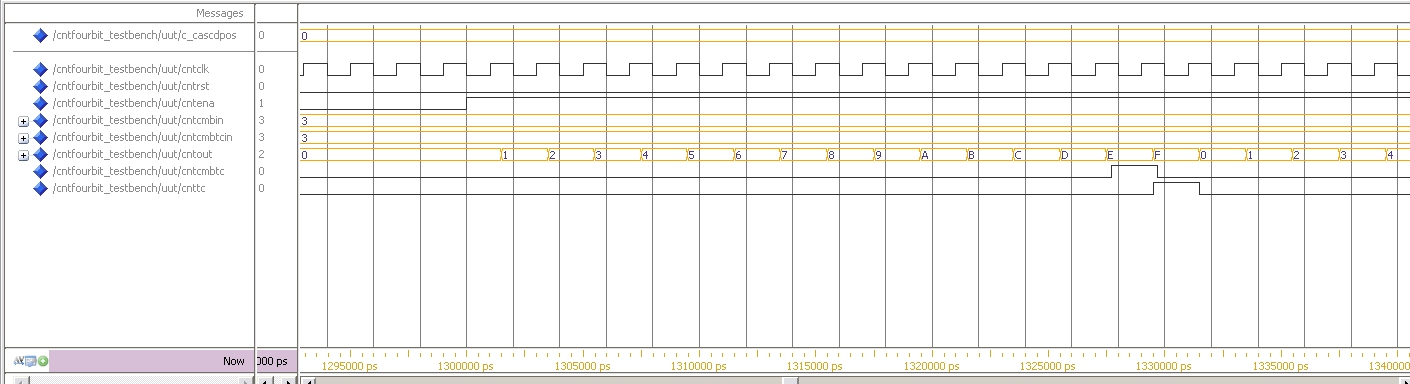 Messages
/cntfourbit_testbench/uut/c_cascdpos 0 0
/cntfourbit_testbench/uut/cntclk 0
/cntfourbit_testbench/uut/cntrst 0
/cntfourbit_testbench/uut/cntena 1
/cntfourbit_testbench/uut/cntcmbin 3 3
/cntfourbit_testbench/uut/cntcmbtcin 3 3
/cntfourbit_testbench/uut/cntout 2 0 1 2 3 4 5 6 7 8 9 A B C D E F 0 1 2 3 4
/cntfourbit_testbench/uut/cntcmbtc 0
/cntfourbit_testbench/uut/cnttc 0
Now 000 ps 1295000 ps 1300000 ps 1305000 ps 1310000 ps 1315000 ps 1320000 ps 1325000 ps 1330000 ps 1335000 ps 1340000